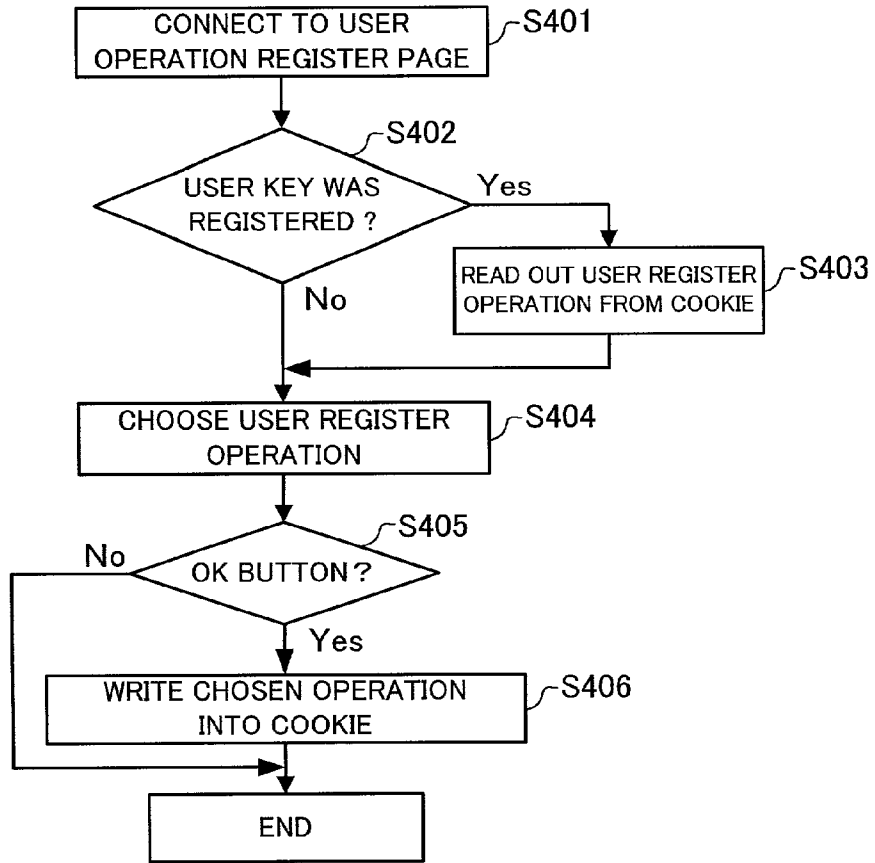 CONNECT TO USER
OPERATION REGISTER PAGE
S401
S402
USER KEY WAS
REGISTERED ?
Yes
No
READ OUT USER REGISTER
OPERATION FROM COOKIE
S403
CHOOSE USER REGISTER
OPERATION
S404
S405
No
OK BUTTON?
Yes
WRITE CHOSEN OPERATION
INTO COOKIE
S406
END